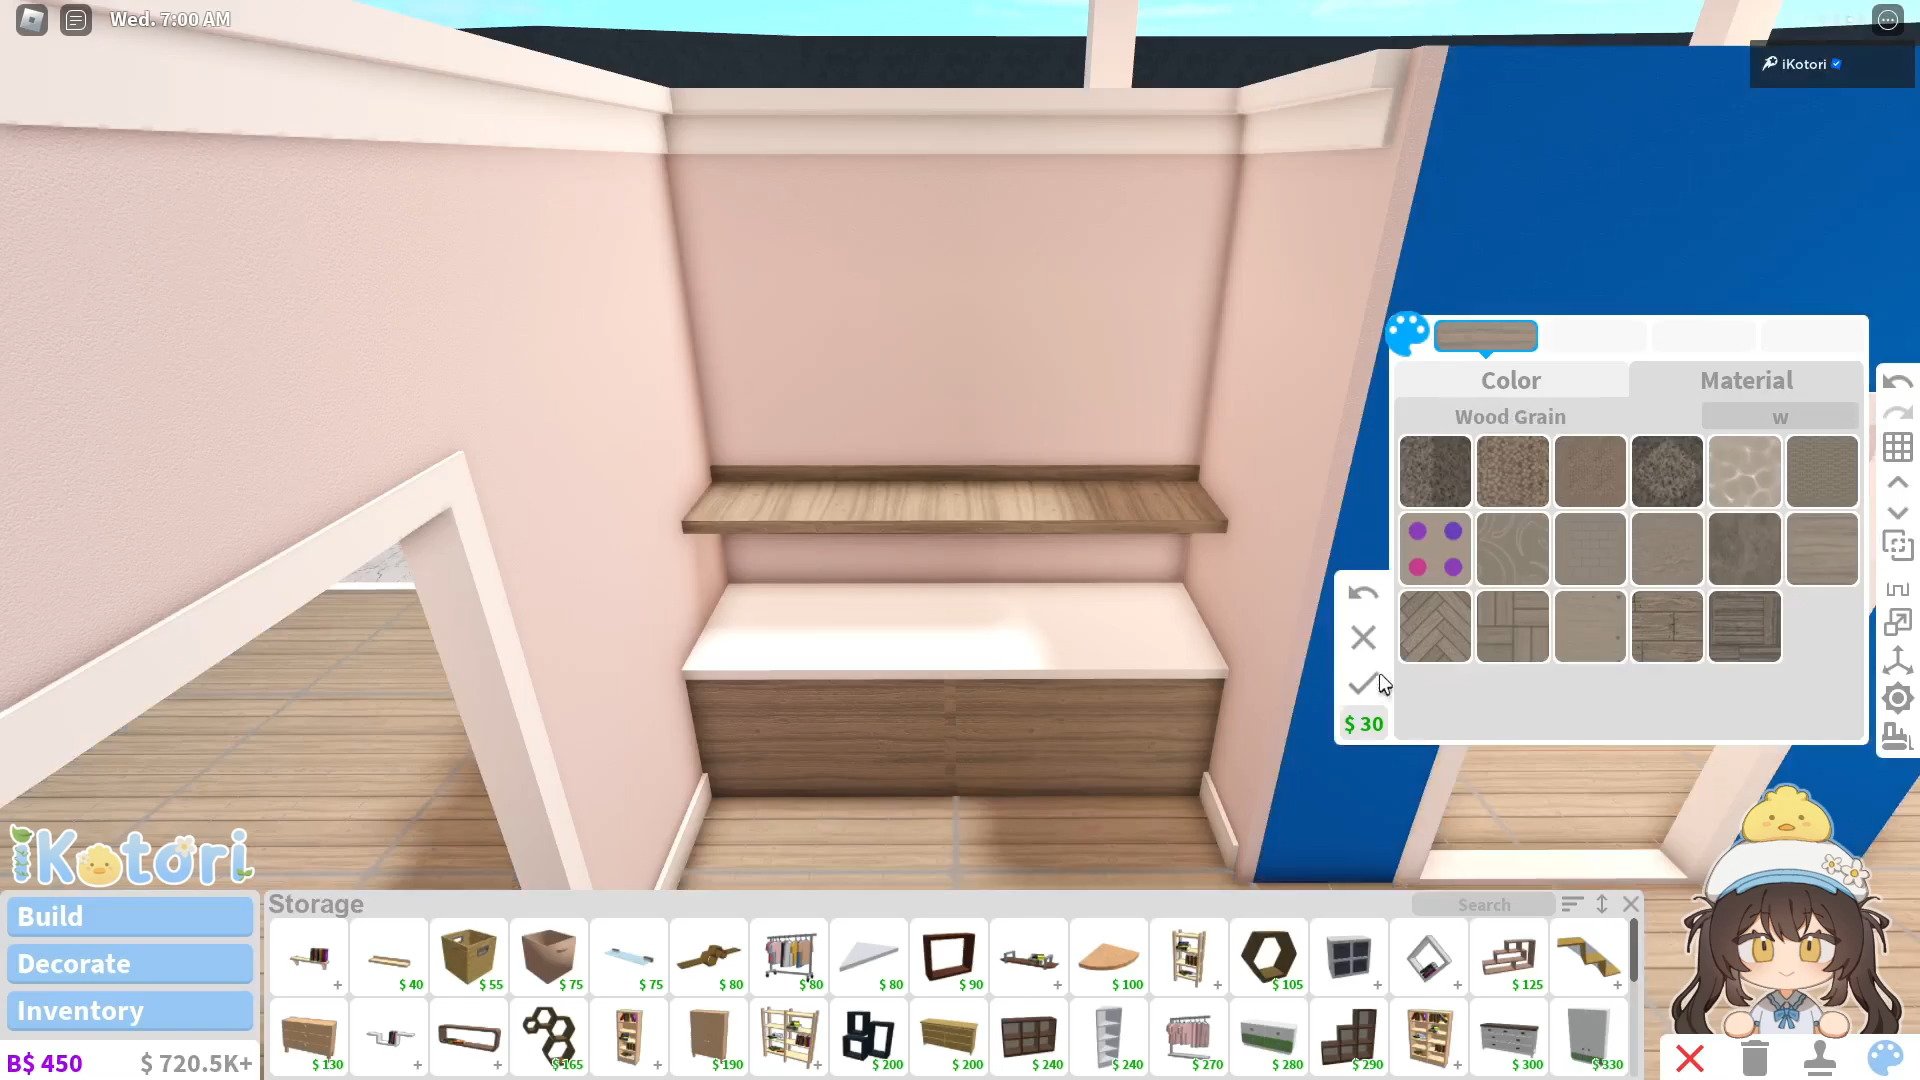 Wed. 7:00 AM
iKotori
Color
Material
Wood Grain
w
$ 30
iKotori
Build
Decorate
Inventory
B$ 450
$ 720.5K+
Storage
Search
+
$ 40
$ 55
$ 75
$ 75
$ 80
$ 80
$ 80
$ 90
+
$ 100
+
$ 105
+
+
$ 125
+
$ 130
+
+
$ 165
+
$ 190
+
$ 200
$ 200
$ 240
$ 240
$ 270
$ 280
$ 290
+
$ 300
$ 330